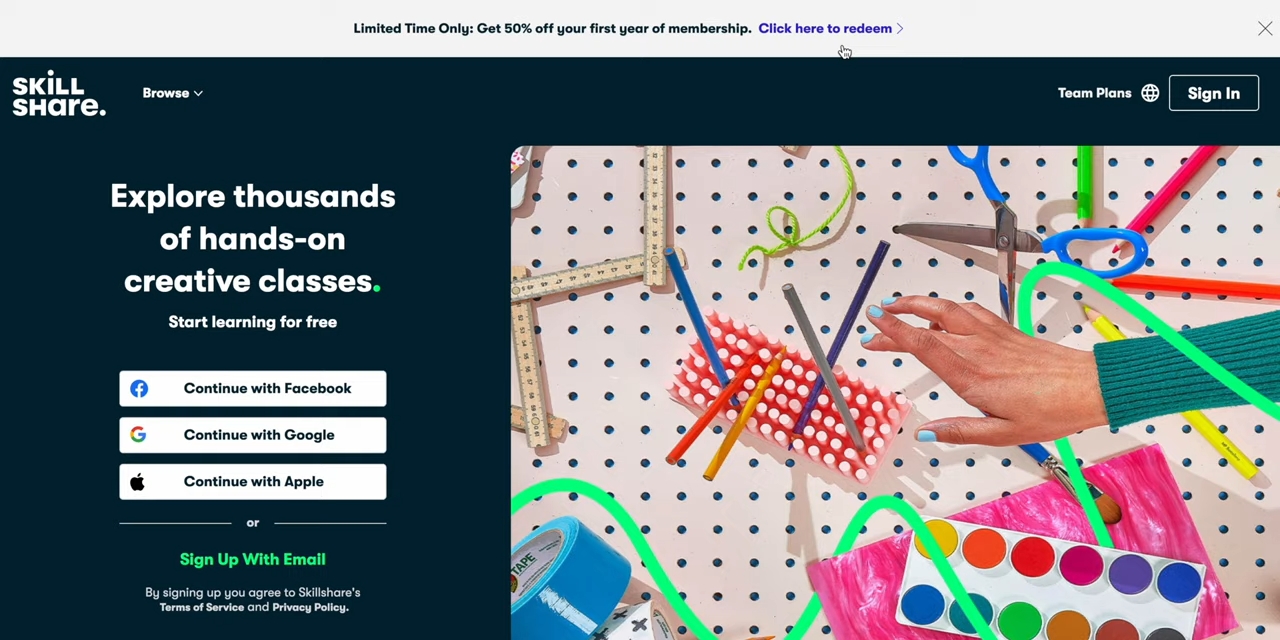 Limited Time Only: Get 50% off your first year of membership. Click here to redeem
SKILL
SHare.
Browse
Team Plans
Sign In
Explore thousands
of hands-on
creative classes.
Start learning for free
Continue with Facebook
Continue with Google
Continue with Apple
or
Sign Up With Email
By signing up you agree to Skillshare's
Terms of Service and Privacy Policy.
TAPE